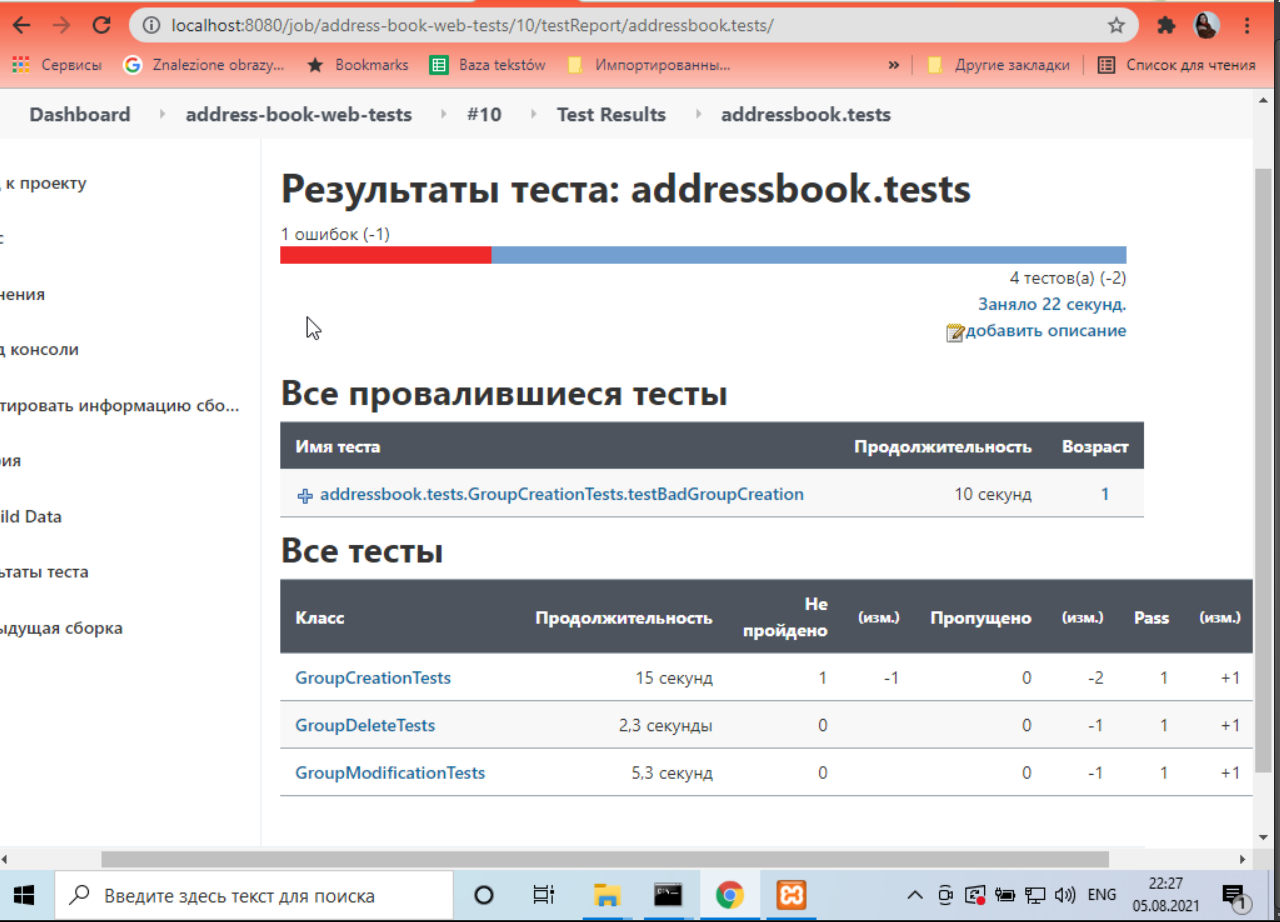 localhost:8080/job/address-book-web-tests/10/testReport/addressbook.tests/
Сервисы Znalezione obrazy... Bookmarks Baza tekstów Импортированны... » Другие закладки Список для чтения
Dashboard address-book-web-tests #10 Test Results addressbook.tests
к проекту
нения
консоли
тировать информацию сбо...
ия
ild Data
ьтаты теста
ыдущая сборка
Результаты теста: addressbook.tests
1 ошибок (-1)
4 тестов(а) (-2)
Заняло 22 секунд.
добавить описание
Все провалившиеся тесты
Имя теста Продолжительность Возраст
addressbook.tests.GroupCreationTests.testBadGroupCreation 10 секунд 1
Все тесты
Класс Продолжительность Не пройдено (изм.) Пропущено (изм.) Pass (изм.)
GroupCreationTests 15 секунд 1 -1 0 -2 1 +1
GroupDeleteTests 2,3 секунды 0 0 -1 1 +1
GroupModificationTests 5,3 секунд 0 0 -1 1 +1
Введите здесь текст для поиска
ENG
22:27
05.08.2021
1